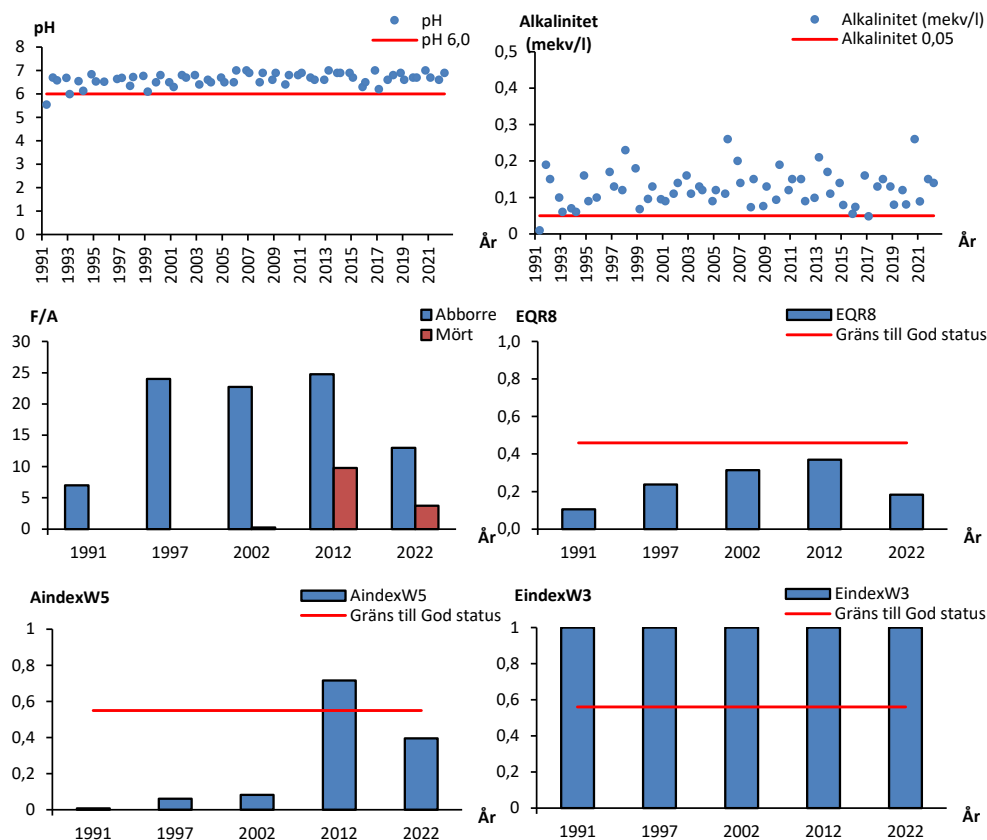 pH
pH
pH 6,0
8
7
6
5
4
3
2
1
0
1991
1993
1995
1997
1999
2001
2003
2005
2007
2009
2011
2013
2015
2017
2019
2021
År
Alkalinitet
(mekv/l)
Alkalinitet (mekv/l)
Alkalinitet 0,05
0,5
0,4
0,3
0,2
0,1
0
1991
1993
1995
1997
1999
2001
2003
2005
2007
2009
2011
2013
2015
2017
2019
2021
År
F/A
Abborre
Mört
30
25
20
15
10
5
0
1991 1997 2002 2012 2022
År
EQR8
EQR8
Gräns till God status
1,0
0,8
0,6
0,4
0,2
0,0
1991 1997 2002 2012 2022
År
AindexW5
AindexW5
Gräns till God status
1
0,8
0,6
0,4
0,2
0
1991 1997 2002 2012 2022
År
EindexW3
EindexW3
Gräns till God status
1
0,8
0,6
0,4
0,2
0
1991 1997 2002 2012 2022
År